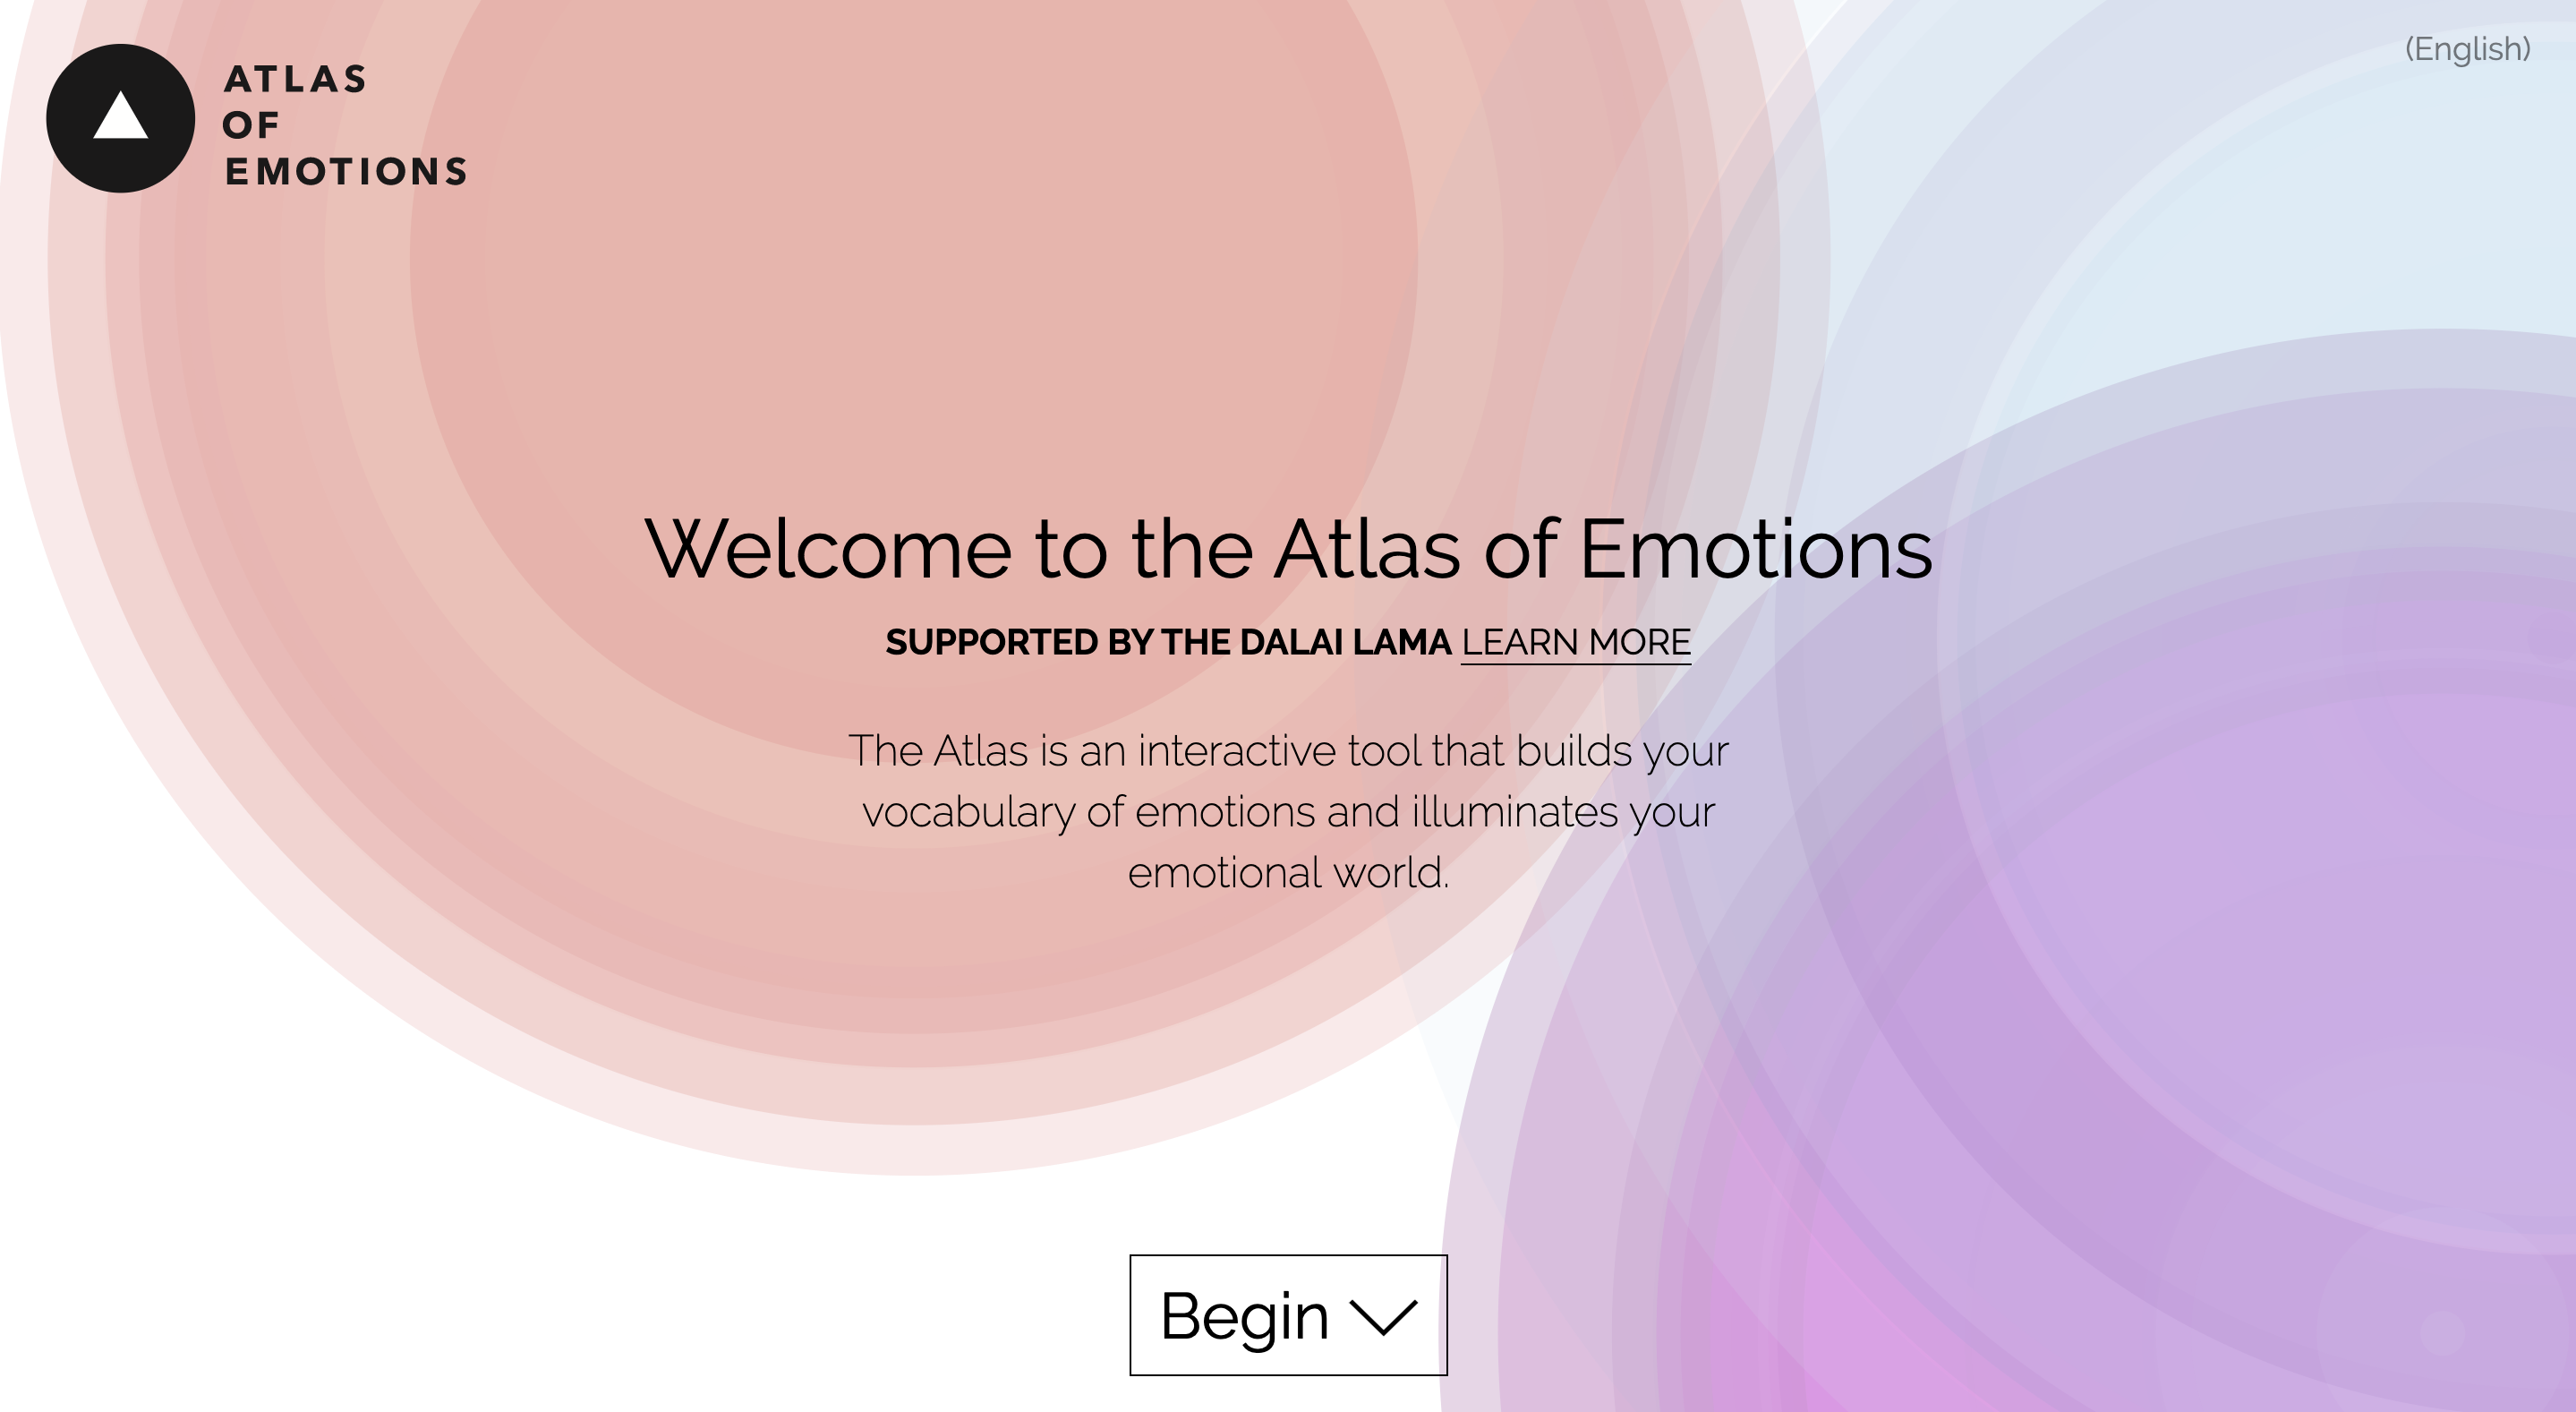 ATLAS
OF
EMOTIONS
(English)
Welcome to the Atlas of Emotions
SUPPORTED BY THE DALAI LAMA LEARN MORE
The Atlas is an interactive tool that builds your
vocabulary of emotions and illuminates your
emotional world.
Begin